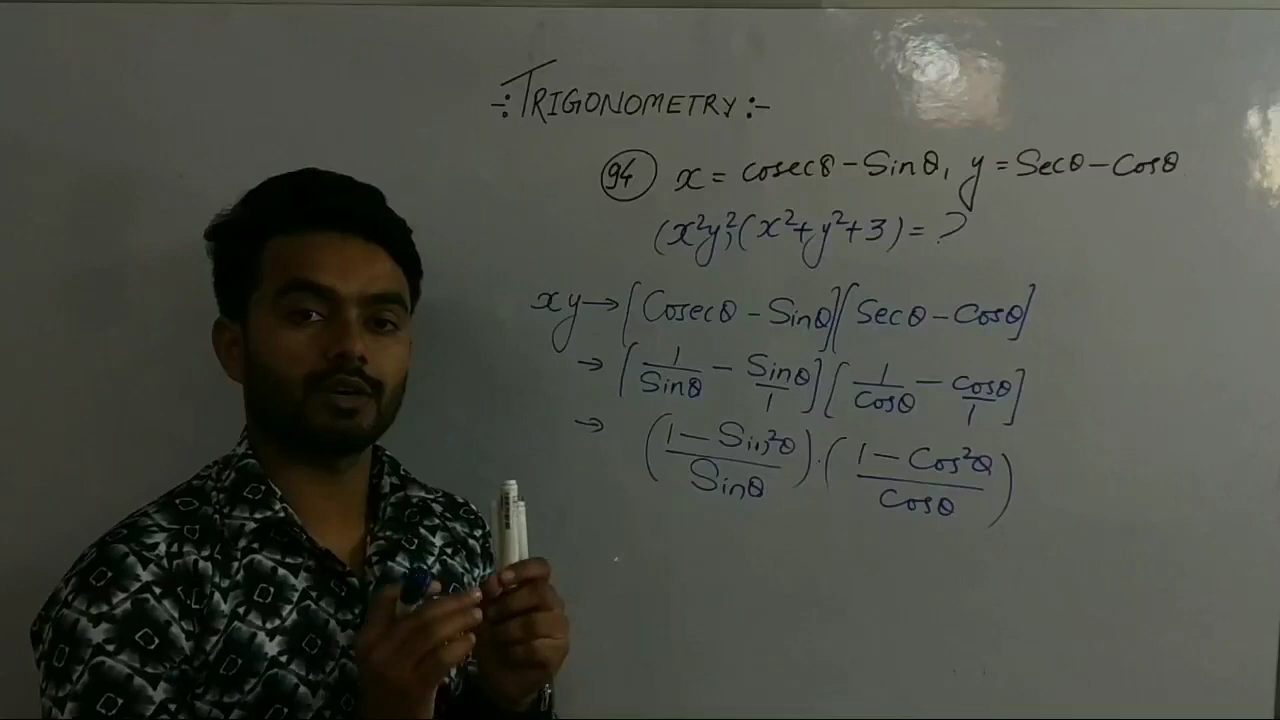 -:TRIGONOMETRY:-
(94) x = cosecθ - Sinθ, y = Secθ - Cosθ
(x²y²)(x²+y²+3) = ?
xy → [Cosecθ - Sinθ][Secθ - Cosθ]
→ [1/Sinθ - Sinθ/1][1/Cosθ - Cosθ/1]
→ (1 - Sin²θ/Sinθ).(1 - Cos²θ/Cosθ)